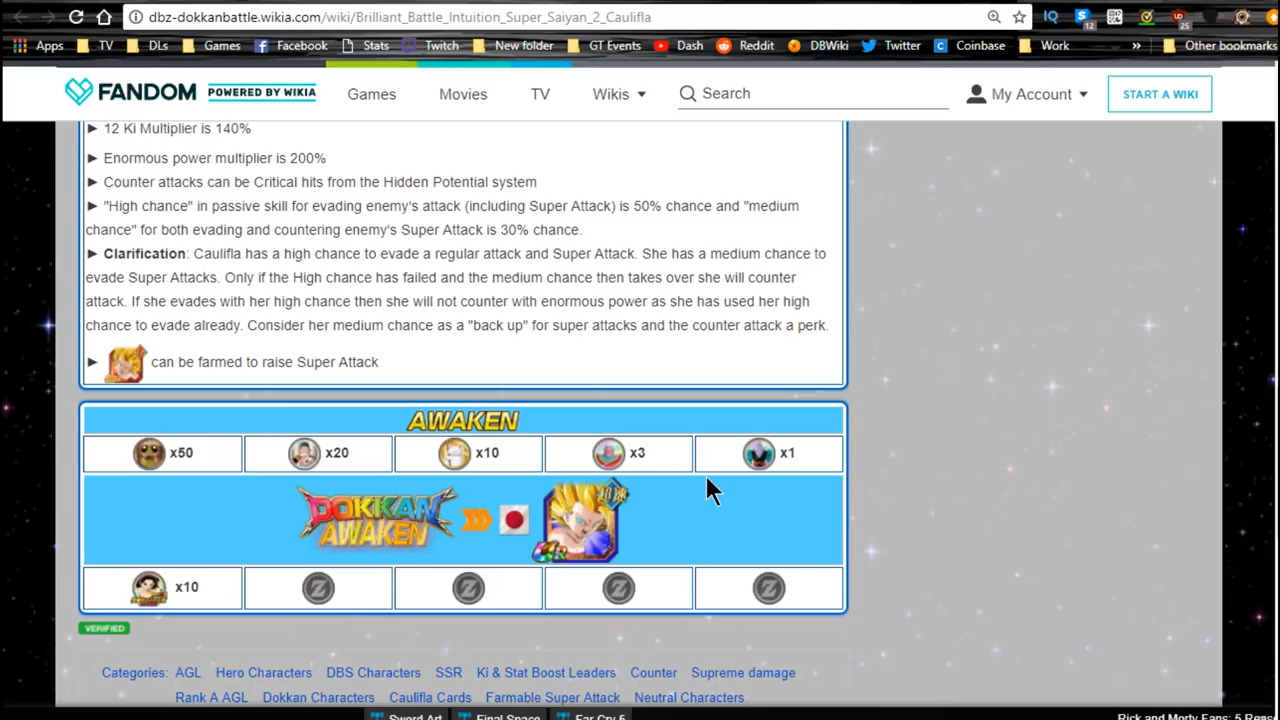 dbz-dokkanbattle.wikia.com/wiki/Brilliant_Battle_Intuition_Super_Saiyan_2_Caulifla
IQ 12 25
Apps TV DLs Games Facebook Stats Twitch New folder GT Events Dash Reddit DBWiki Twitter Coinbase Work » Other bookmarks
FANDOM POWERED BY WIKIA Games Movies TV Wikis Search My Account START A WIKI
► 12 Ki Multiplier is 140%
► Enormous power multiplier is 200%
► Counter attacks can be Critical hits from the Hidden Potential system
► "High chance" in passive skill for evading enemy's attack (including Super Attack) is 50% chance and "medium
chance" for both evading and countering enemy's Super Attack is 30% chance.
► Clarification: Caulifla has a high chance to evade a regular attack and Super Attack. She has a medium chance to
evade Super Attacks. Only if the High chance has failed and the medium chance then takes over she will counter
attack. If she evades with her high chance then she will not counter with enormous power as she has used her high
chance to evade already. Consider her medium chance as a "back up" for super attacks and the counter attack a perk.
► can be farmed to raise Super Attack
AWAKEN
x50 x20 x10 x3 x1
DOKKAN
AWAKEN
超速
UR
x10 Z Z Z Z
VERIFIED
Categories: AGL Hero Characters DBS Characters SSR Ki & Stat Boost Leaders Counter Supreme damage
Rank A AGL Dokkan Characters Caulifla Cards Farmable Super Attack Neutral Characters
Sword Art Final Space Far Cry 5 Rick and Morty Fans: 5 Reas